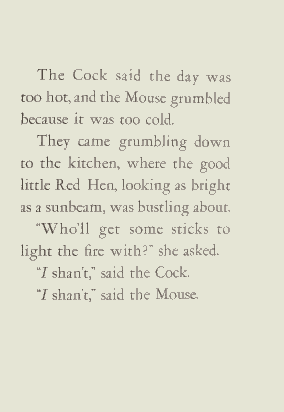 The Cock said the day was
too hot, and the Mouse grumbled
because it was too cold.
They came grumbling down
to the kitchen, where the good
little Red Hen, looking as bright
as a sunbeam, was bustling about.
“Who’ll get some sticks to
light the fire with?” she asked.
“I shan’t,” said the Cock.
“I shan’t,” said the Mouse.